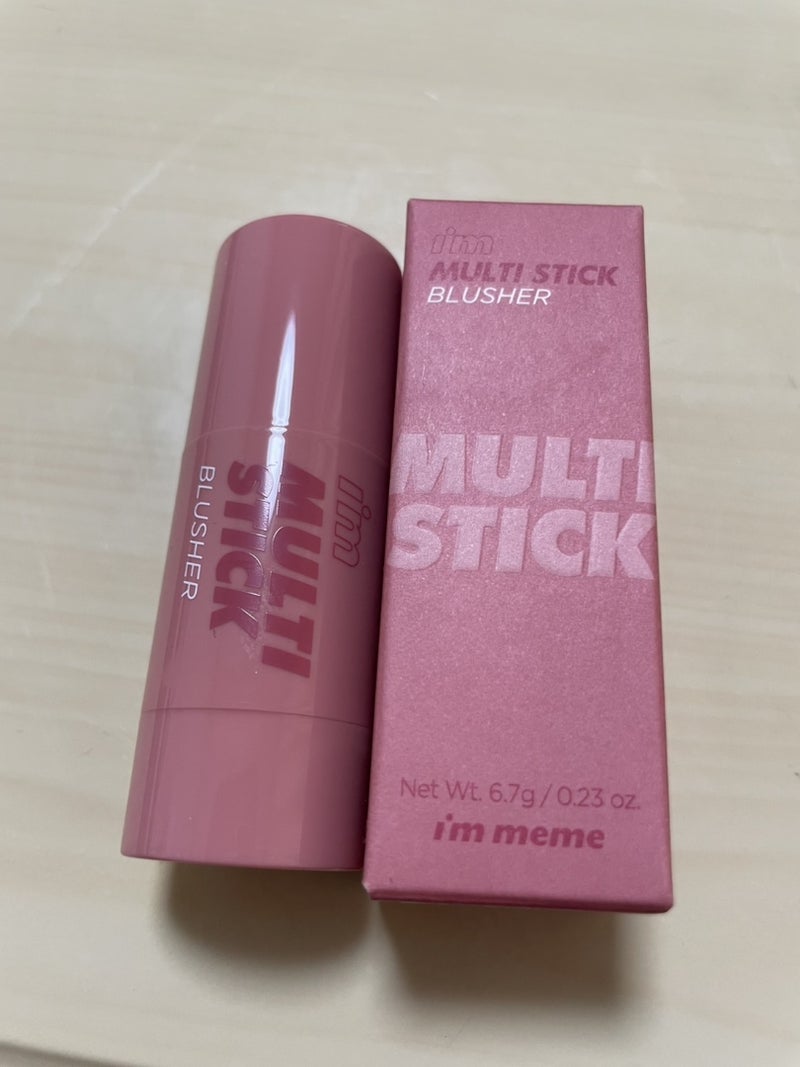 i'm
MULTI
STICK
BLUSHER
i'm
MULTI STICK
BLUSHER
MULTI
STICK
Net Wt. 6.7g / 0.23 oz.
i'm meme